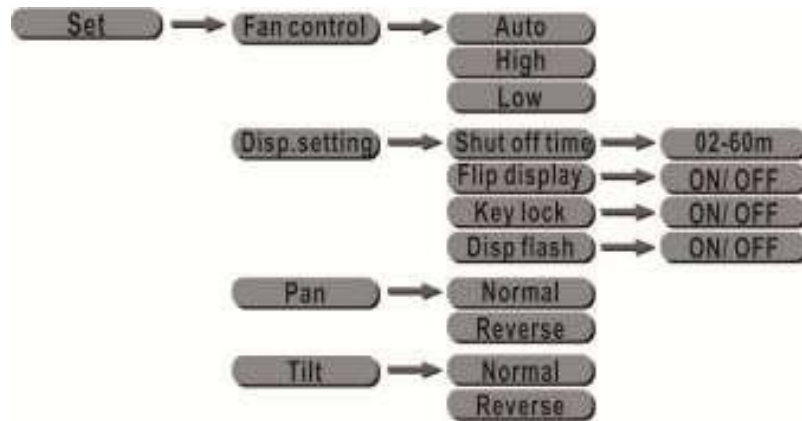 Set Fan control Auto
High
Low
Disp.setting Shut off time 02-60m
Flip display ON/ OFF
Key lock ON/ OFF
Disp flash ON/ OFF
Pan Normal
Reverse
Tilt Normal
Reverse